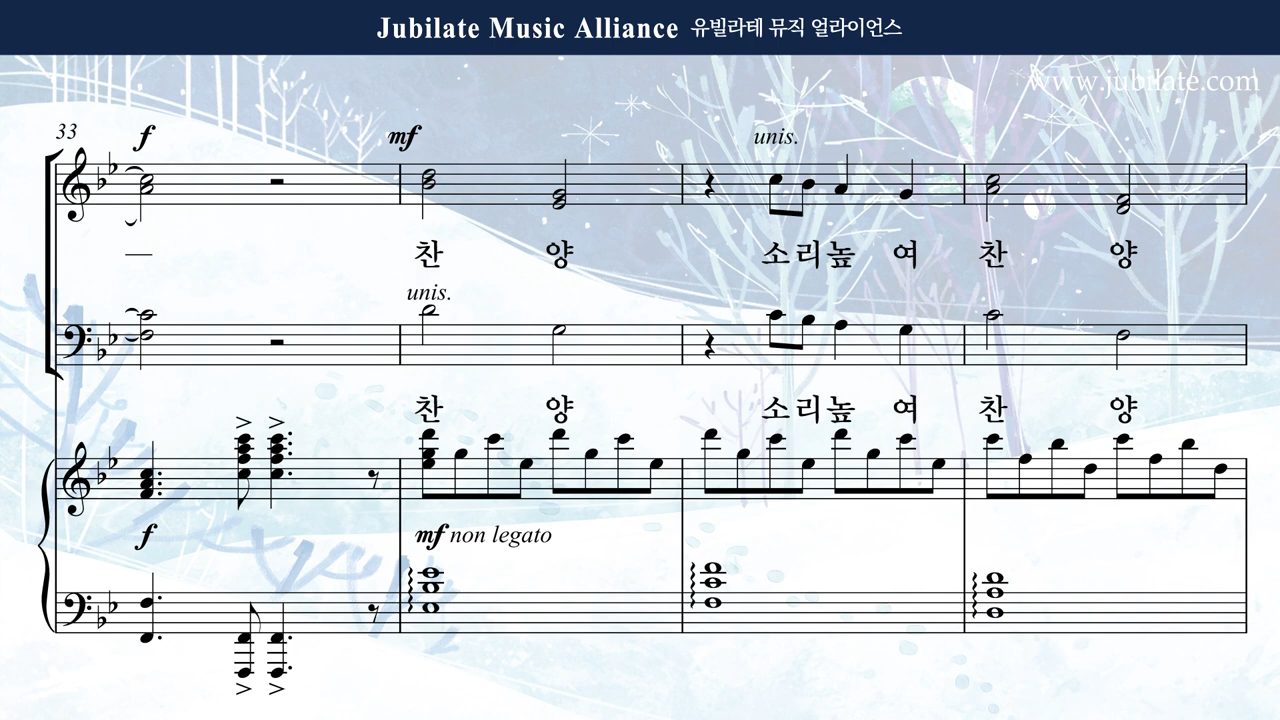 Jubilate Music Alliance 유빌라테 뮤직 얼라이언스
www.jubilate.com
33 f mf unis.
찬 양 소리높여 찬 양
unis.
찬 양 소리높여 찬 양
f mf non legato